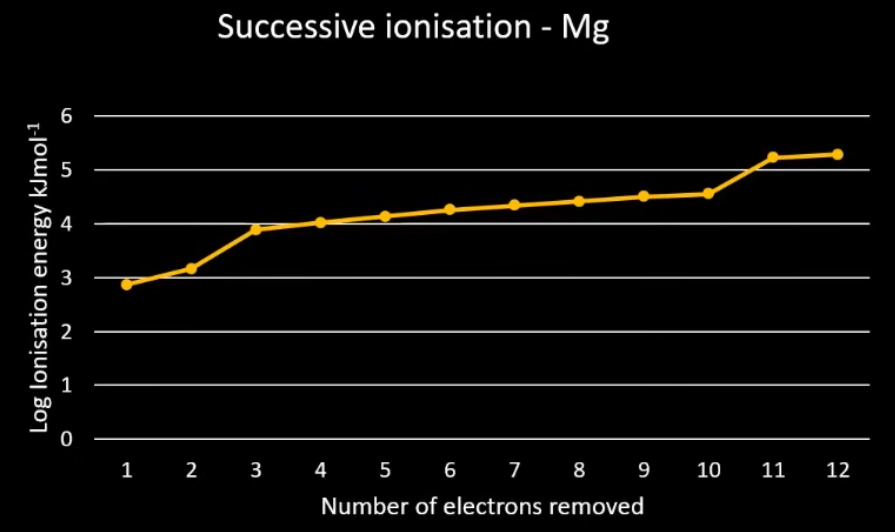 Successive ionisation - Mg
Log Ionisation energy kJmol⁻¹
6
5
4
3
2
1
0
1 2 3 4 5 6 7 8 9 10 11 12
Number of electrons removed